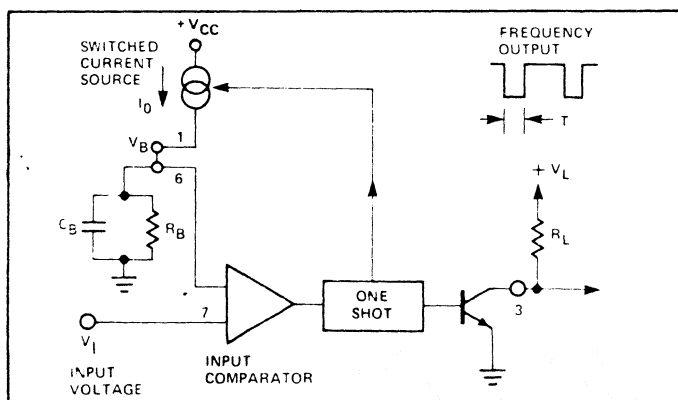 + VCC
SWITCHED
CURRENT
SOURCE
IO
FREQUENCY
OUTPUT
T
VB
1
6
+ VL
CB
RB
RL
7
ONE
SHOT
3
VI
INPUT
VOLTAGE
INPUT
COMPARATOR